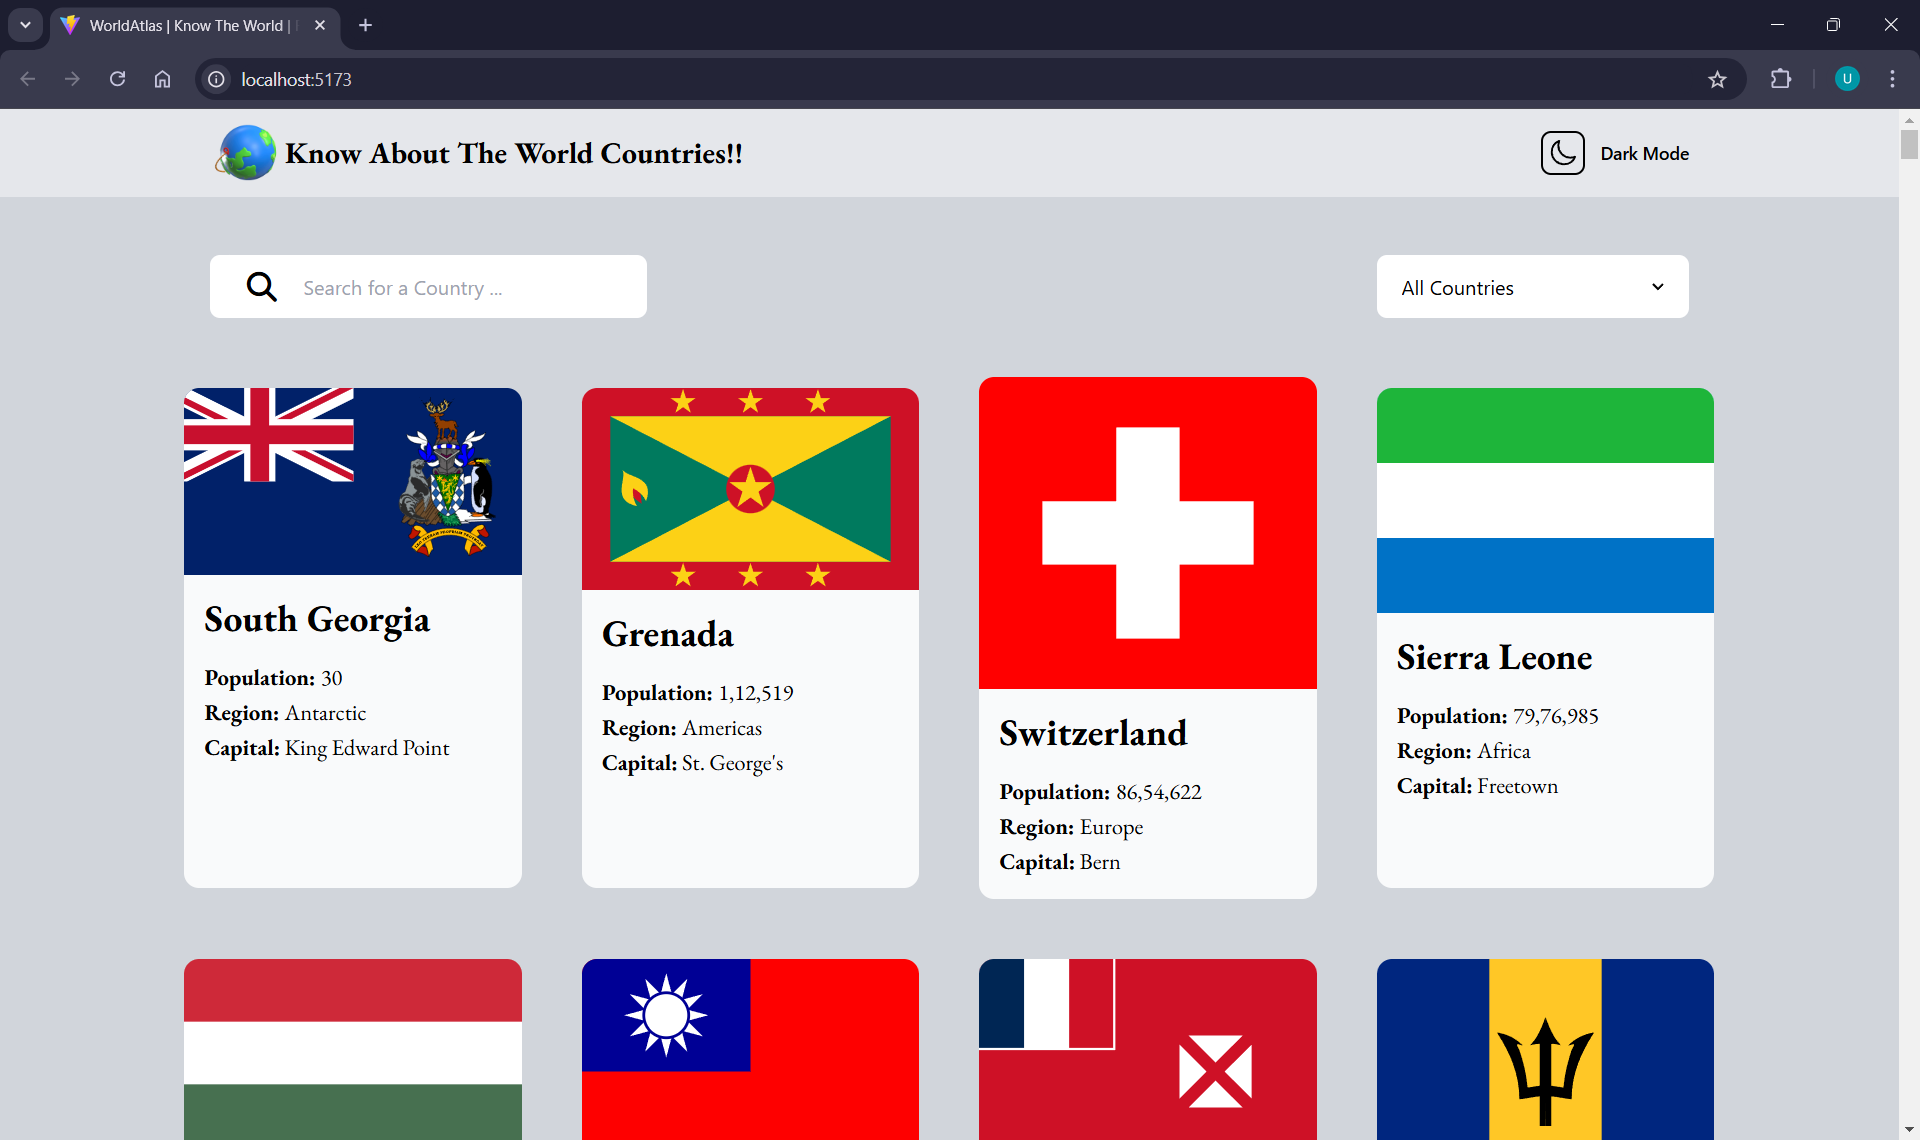 WorldAtlas | Know The World |
localhost:5173
U
Know About The World Countries!!
Dark Mode
Search for a Country ...
All Countries
South Georgia
Population: 30
Region: Antarctic
Capital: King Edward Point
Grenada
Population: 1,12,519
Region: Americas
Capital: St. George's
Switzerland
Population: 86,54,622
Region: Europe
Capital: Bern
Sierra Leone
Population: 79,76,985
Region: Africa
Capital: Freetown